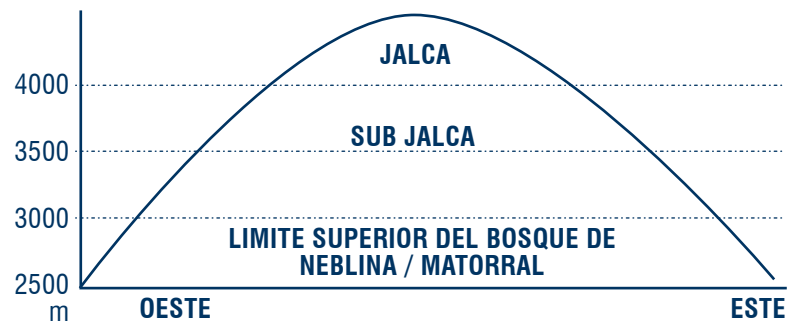 JALCA
4000
SUB JALCA
3500
3000
LIMITE SUPERIOR DEL BOSQUE DE
NEBLINA / MATORRAL
2500
m
OESTE
ESTE